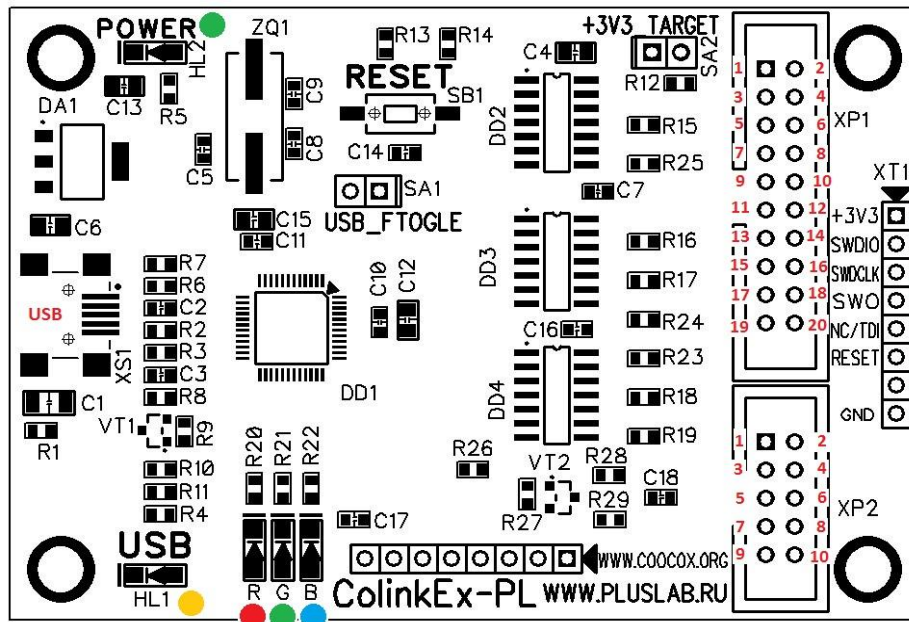 POWER
HL2
ZQ1
R13
R14
C4
+3V3_TARGET
SA2
R12
DA1
C13
R5
C9
C8
C5
RESET
SB1
C14
DD2
R15
R25
1 2
3 4
5 6
7 8
9 10
11 12
13 14
15 16
17 18
19 20
XP1
XT1
+3V3
SWDIO
SWDCLK
SWO
NC/TDI
RESET
GND
SA1
USB_FTOGLE
C7
C6
C15
C11
DD3
R16
R17
R24
R23
R18
R19
C16
DD4
R7
R6
C2
R2
R3
C3
R8
USB
XS1
C10
C12
DD1
C1
R1
VT1
R9
R10
R11
R4
R20
R21
R22
R26
VT2
R27
R28
R29
C18
1 2
3 4
5 6
7 8
9 10
XP2
USB
HL1
R
G
B
C17
WWW.COOCOX.ORG
ColinkEx-PL
WWW.PLUSLAB.RU